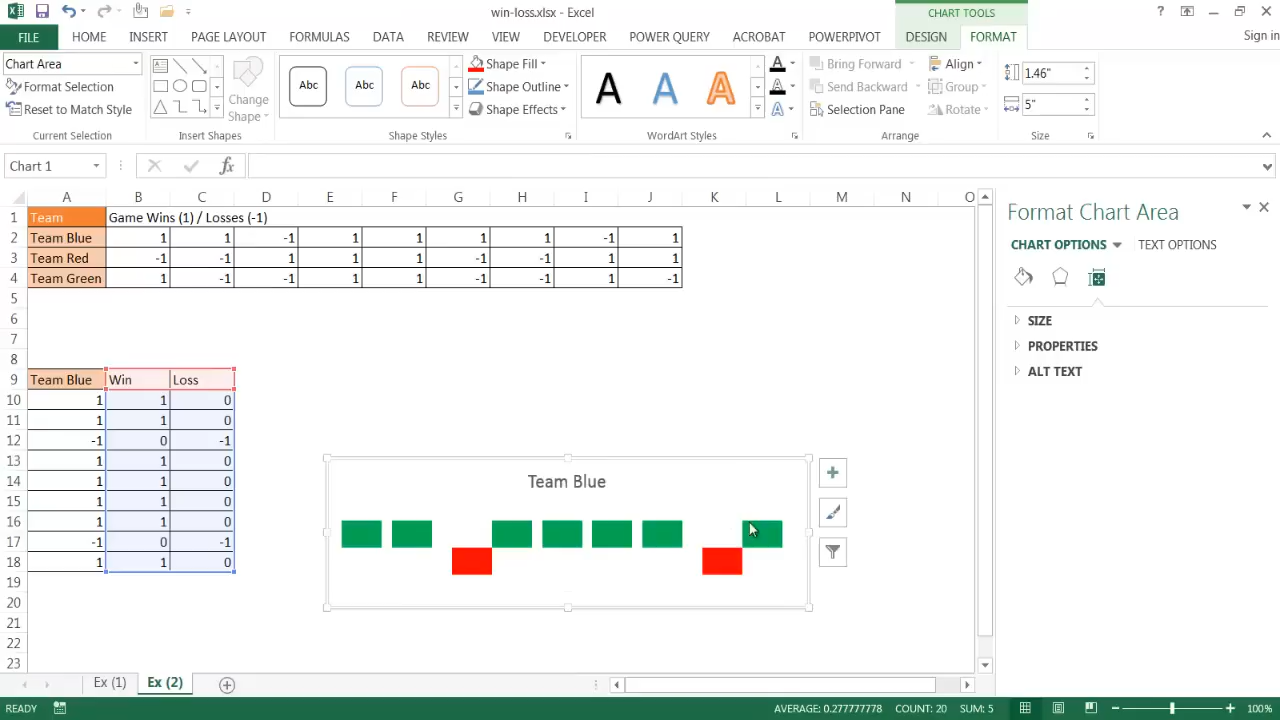 win-loss.xlsx - Excel
CHART TOOLS
?
FILE HOME INSERT PAGE LAYOUT FORMULAS DATA REVIEW VIEW DEVELOPER POWER QUERY ACROBAT POWERPIVOT DESIGN FORMAT Sign in
Chart Area
Format Selection
Reset to Match Style
Current Selection
Change
Shape
Insert Shapes
Abc Abc Abc
Shape Fill
Shape Outline
Shape Effects
Shape Styles
A A A
A
A
A
WordArt Styles
Bring Forward
Send Backward
Selection Pane
Align
Group
Rotate
Arrange
1.46"
5"
Size
Chart 1
fx
A B C D E F G H I J K L M N O
1 Team Game Wins (1) / Losses (-1)
2 Team Blue 1 1 -1 1 1 1 1 -1 1
3 Team Red -1 -1 1 1 1 -1 -1 1 1
4 Team Green 1 -1 -1 1 1 -1 -1 1 -1
5
6
7
8
9 Team Blue Win Loss
10 1 1 0
11 1 1 0
12 -1 0 -1
13 1 1 0
14 1 1 0
15 1 1 0
16 1 1 0
17 -1 0 -1
18 1 1 0
19
20
21
22
23
Team Blue
Format Chart Area
CHART OPTIONS TEXT OPTIONS
SIZE
PROPERTIES
ALT TEXT
Ex (1) Ex (2)
READY AVERAGE: 0.277777778 COUNT: 20 SUM: 5 100%